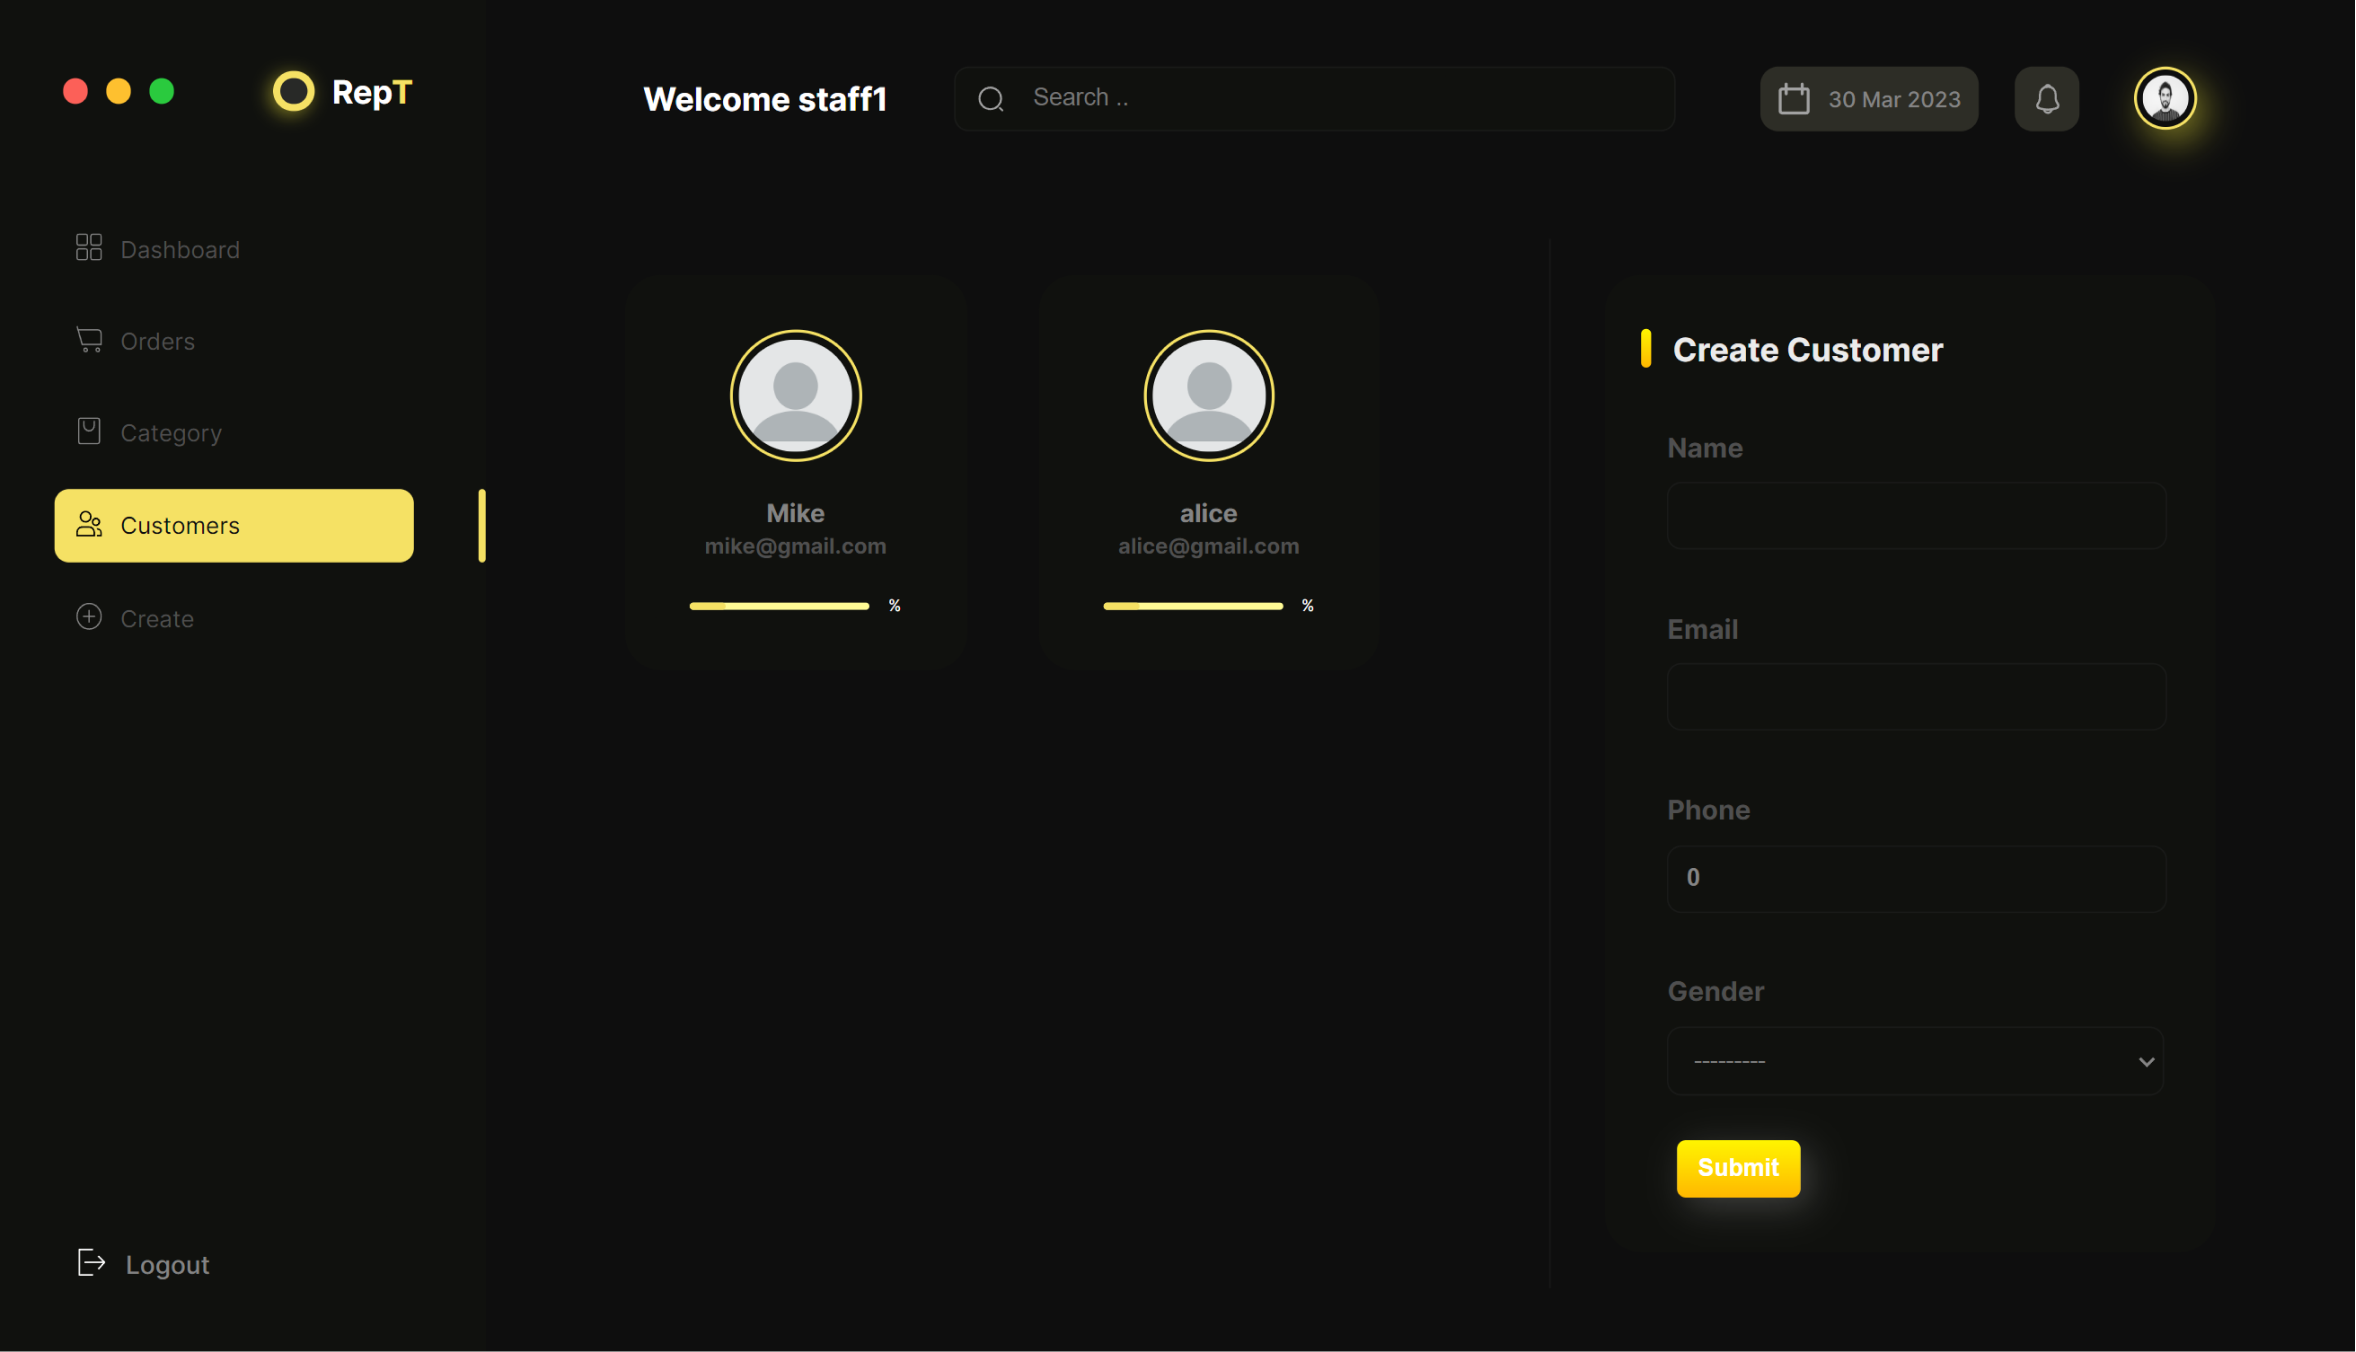 RepT
Welcome staff1
Search ..
30 Mar 2023
Dashboard
Orders
Category
Customers
Create
Logout
Mike
mike@gmail.com
%
alice
alice@gmail.com
%
Create Customer
Name
Email
Phone
0
Gender
---------
Submit